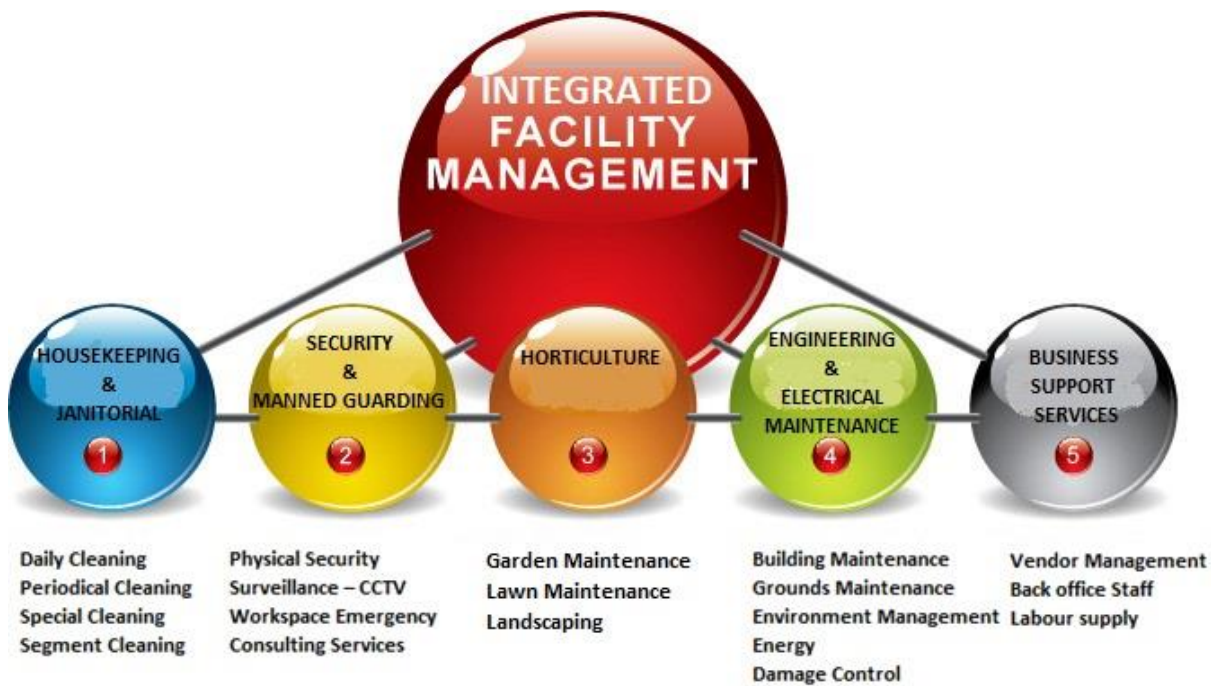 INTEGRATED
FACILITY
MANAGEMENT
HOUSEKEEPING
&
JANITORIAL
1
SECURITY
&
MANNED GUARDING
2
HORTICULTURE
3
ENGINEERING
&
ELECTRICAL
MAINTENANCE
4
BUSINESS
SUPPORT
SERVICES
5
Daily Cleaning
Periodical Cleaning
Special Cleaning
Segment Cleaning
Physical Security
Surveillance – CCTV
Workspace Emergency
Consulting Services
Garden Maintenance
Lawn Maintenance
Landscaping
Building Maintenance
Grounds Maintenance
Environment Management
Energy
Damage Control
Vendor Management
Back office Staff
Labour supply